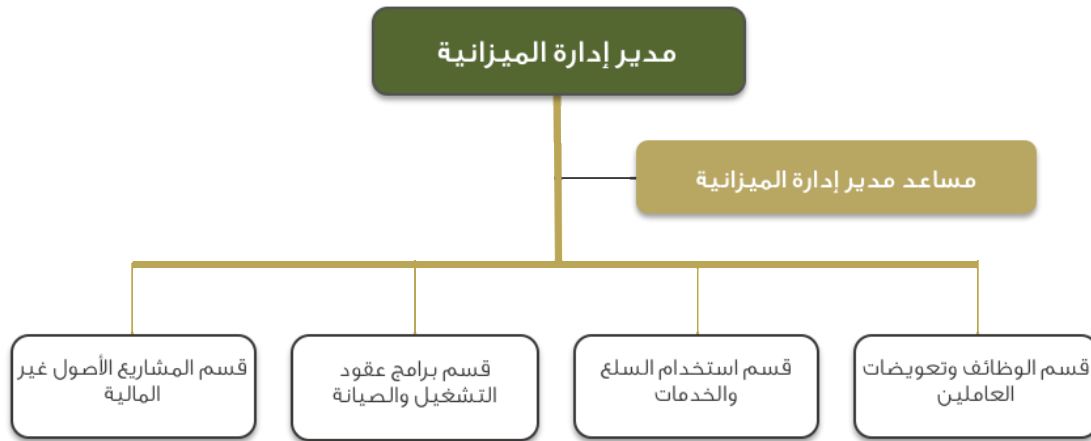 مدير إدارة الميزانية
مساعد مدير إدارة الميزانية
قسم الوظائف وتعويضات
العاملين
قسم استخدام السلع
والخدمات
قسم برامج عقود
التشغيل والصيانة
قسم المشاريع الأصول غير
المالية